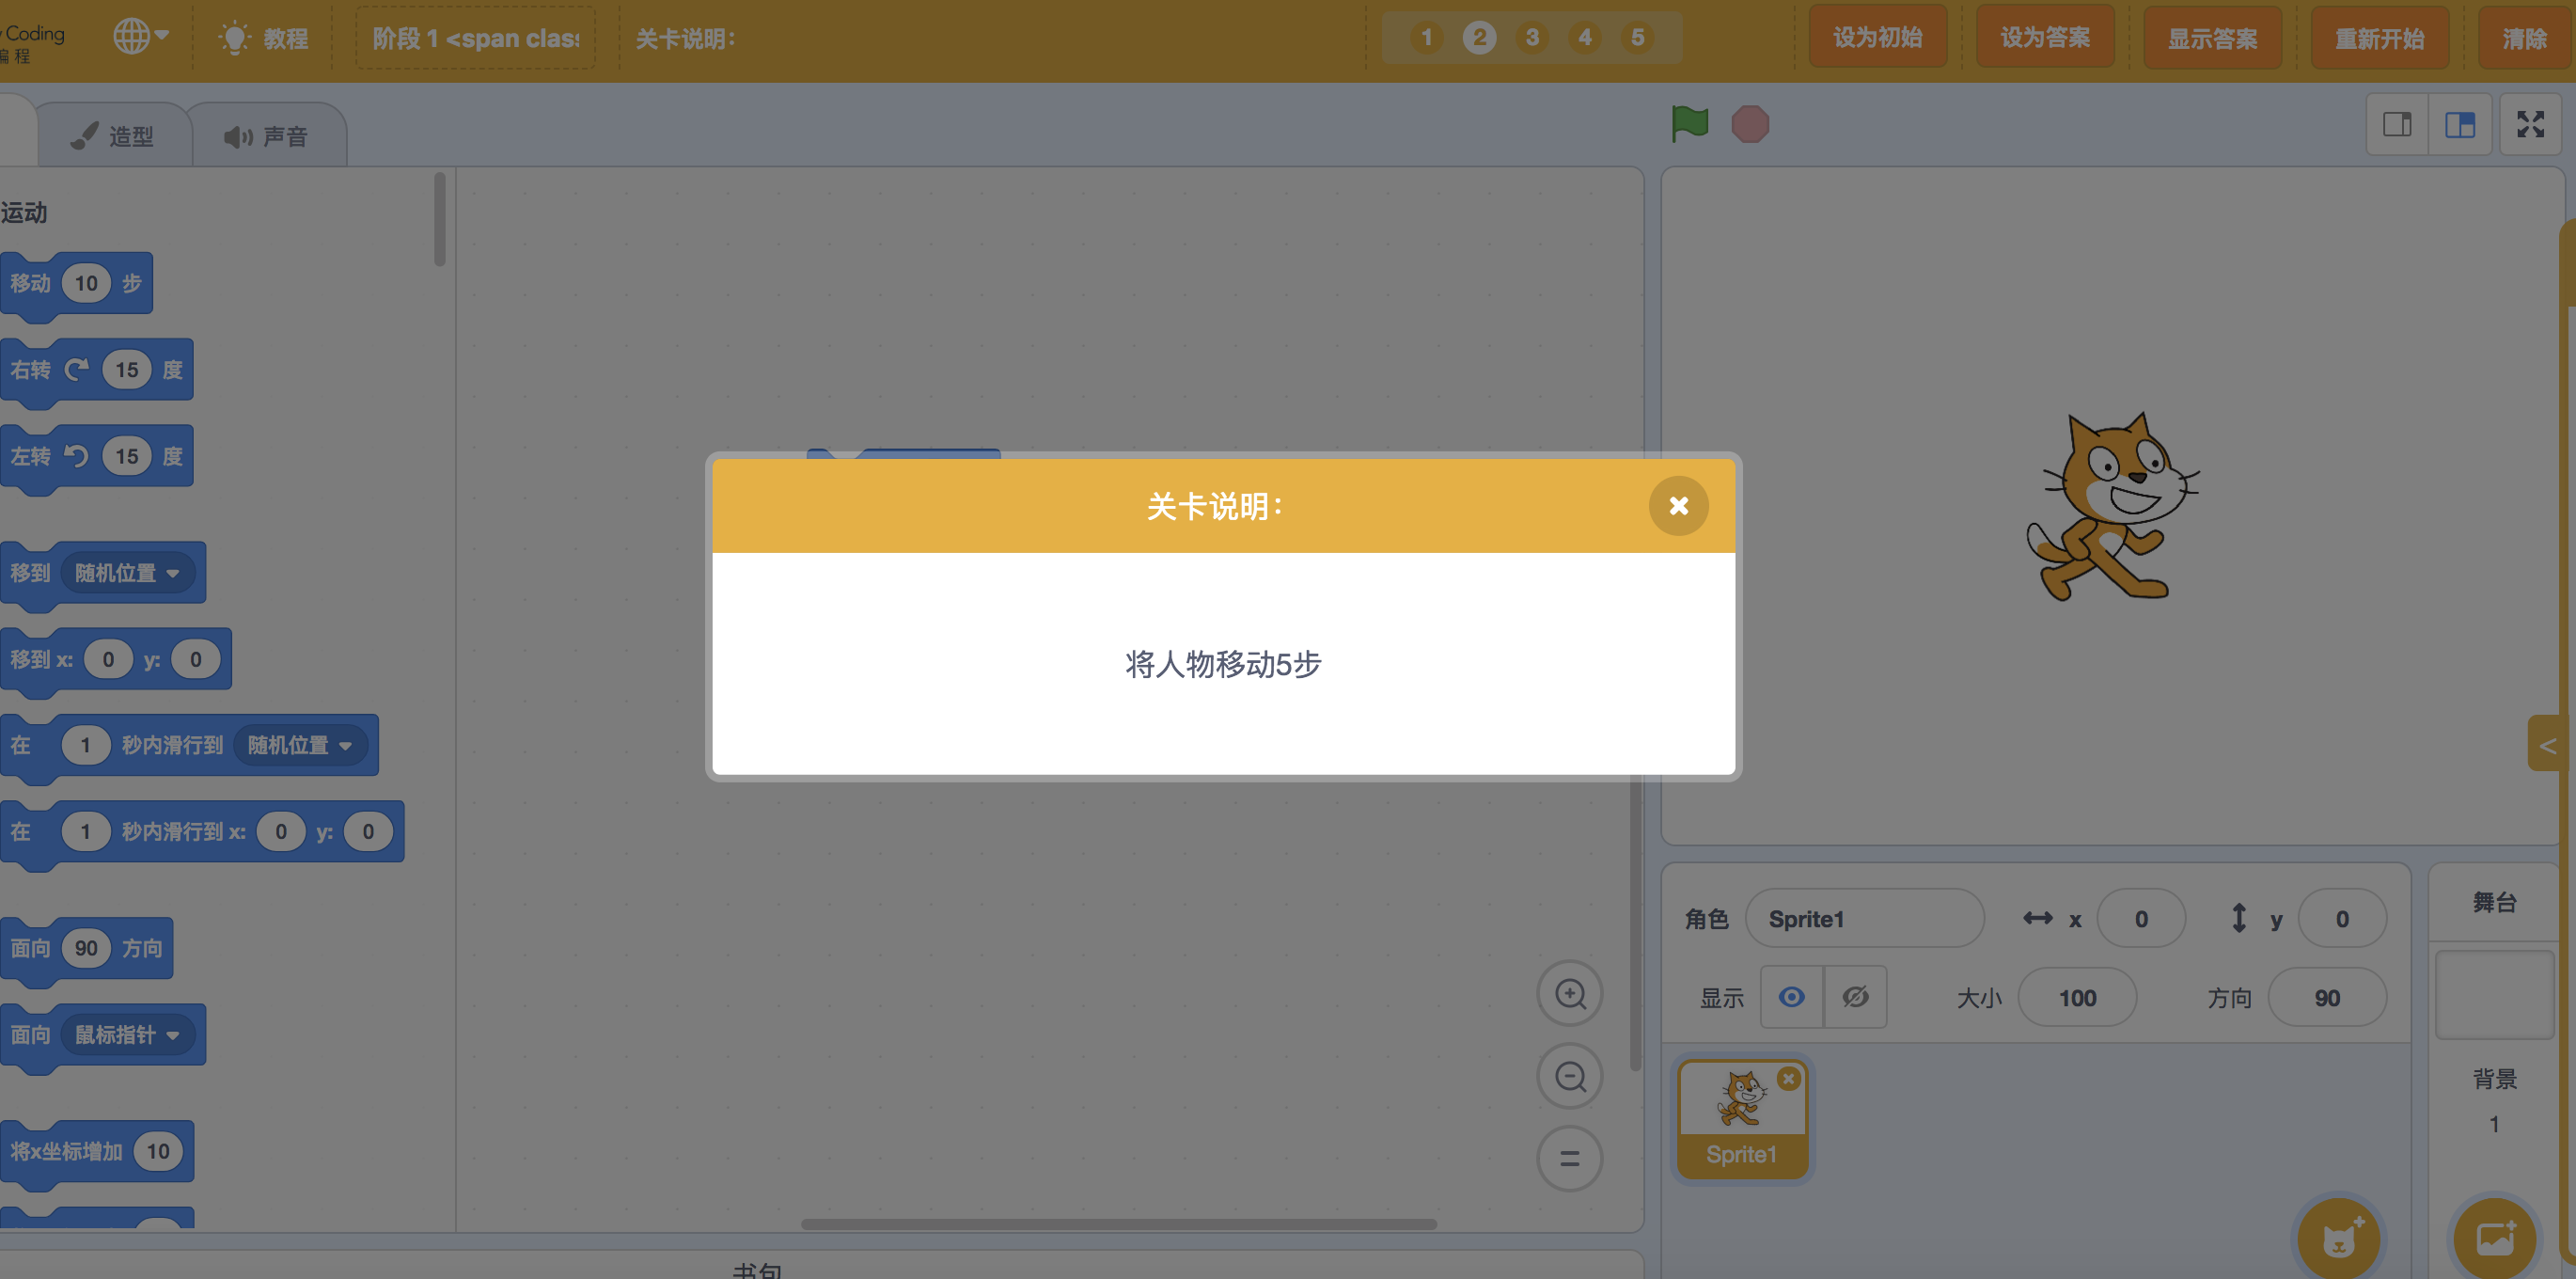 Coding
编 程
教程
阶段 1 <span clas
关卡说明：
1 2 3 4 5
设为初始
设为答案
显示答案
重新开始
清除
造型
声音
运动
移动 10 步
右转 15 度
左转 15 度
移到 随机位置
移到 x: 0 y: 0
在 1 秒内滑行到 随机位置
在 1 秒内滑行到 x: 0 y: 0
面向 90 方向
面向 鼠标指针
将x坐标增加 10
关卡说明：
将人物移动5步
<
角色 Sprite1 x 0 y 0
显示 大小 100 方向 90
Sprite1
舞台
背景
1